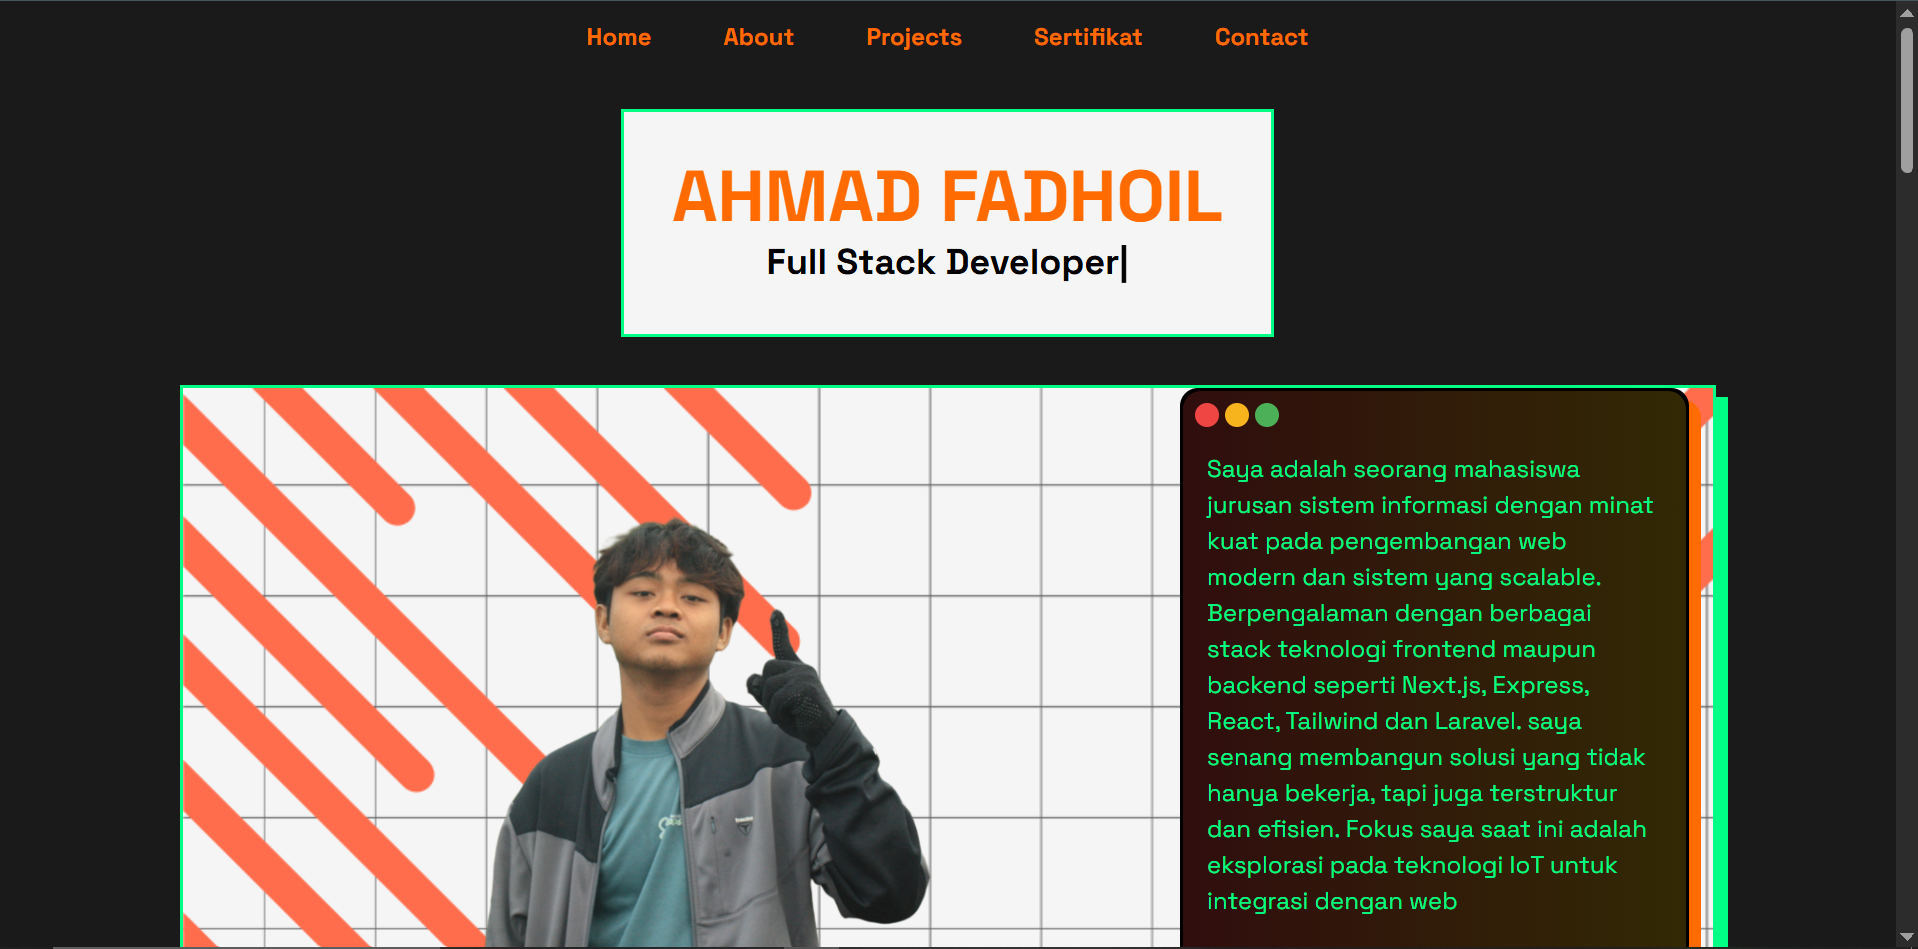 Home About Projects Sertifikat Contact
AHMAD FADHOIL
Full Stack Developer|
Saya adalah seorang mahasiswa
jurusan sistem informasi dengan minat
kuat pada pengembangan web
modern dan sistem yang scalable.
Berpengalaman dengan berbagai
stack teknologi frontend maupun
backend seperti Next.js, Express,
React, Tailwind dan Laravel. saya
senang membangun solusi yang tidak
hanya bekerja, tapi juga terstruktur
dan efisien. Fokus saya saat ini adalah
eksplorasi pada teknologi IoT untuk
integrasi dengan web